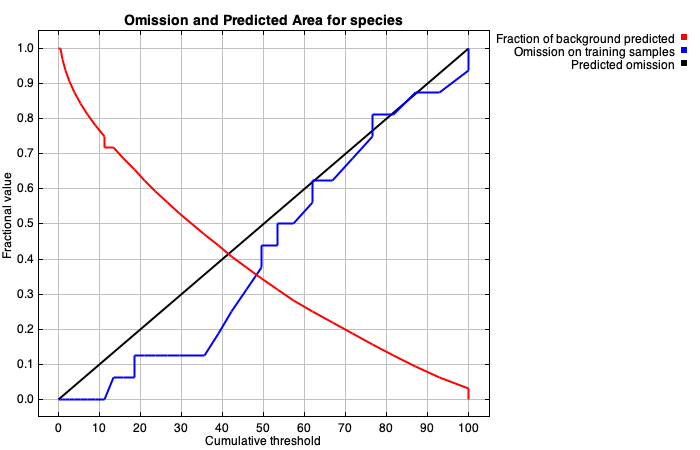 Omission and Predicted Area for species
Fraction of background predicted
Omission on training samples
Predicted omission
Fractional value
1.0
0.9
0.8
0.7
0.6
0.5
0.4
0.3
0.2
0.1
0.0
0 10 20 30 40 50 60 70 80 90 100
Cumulative threshold